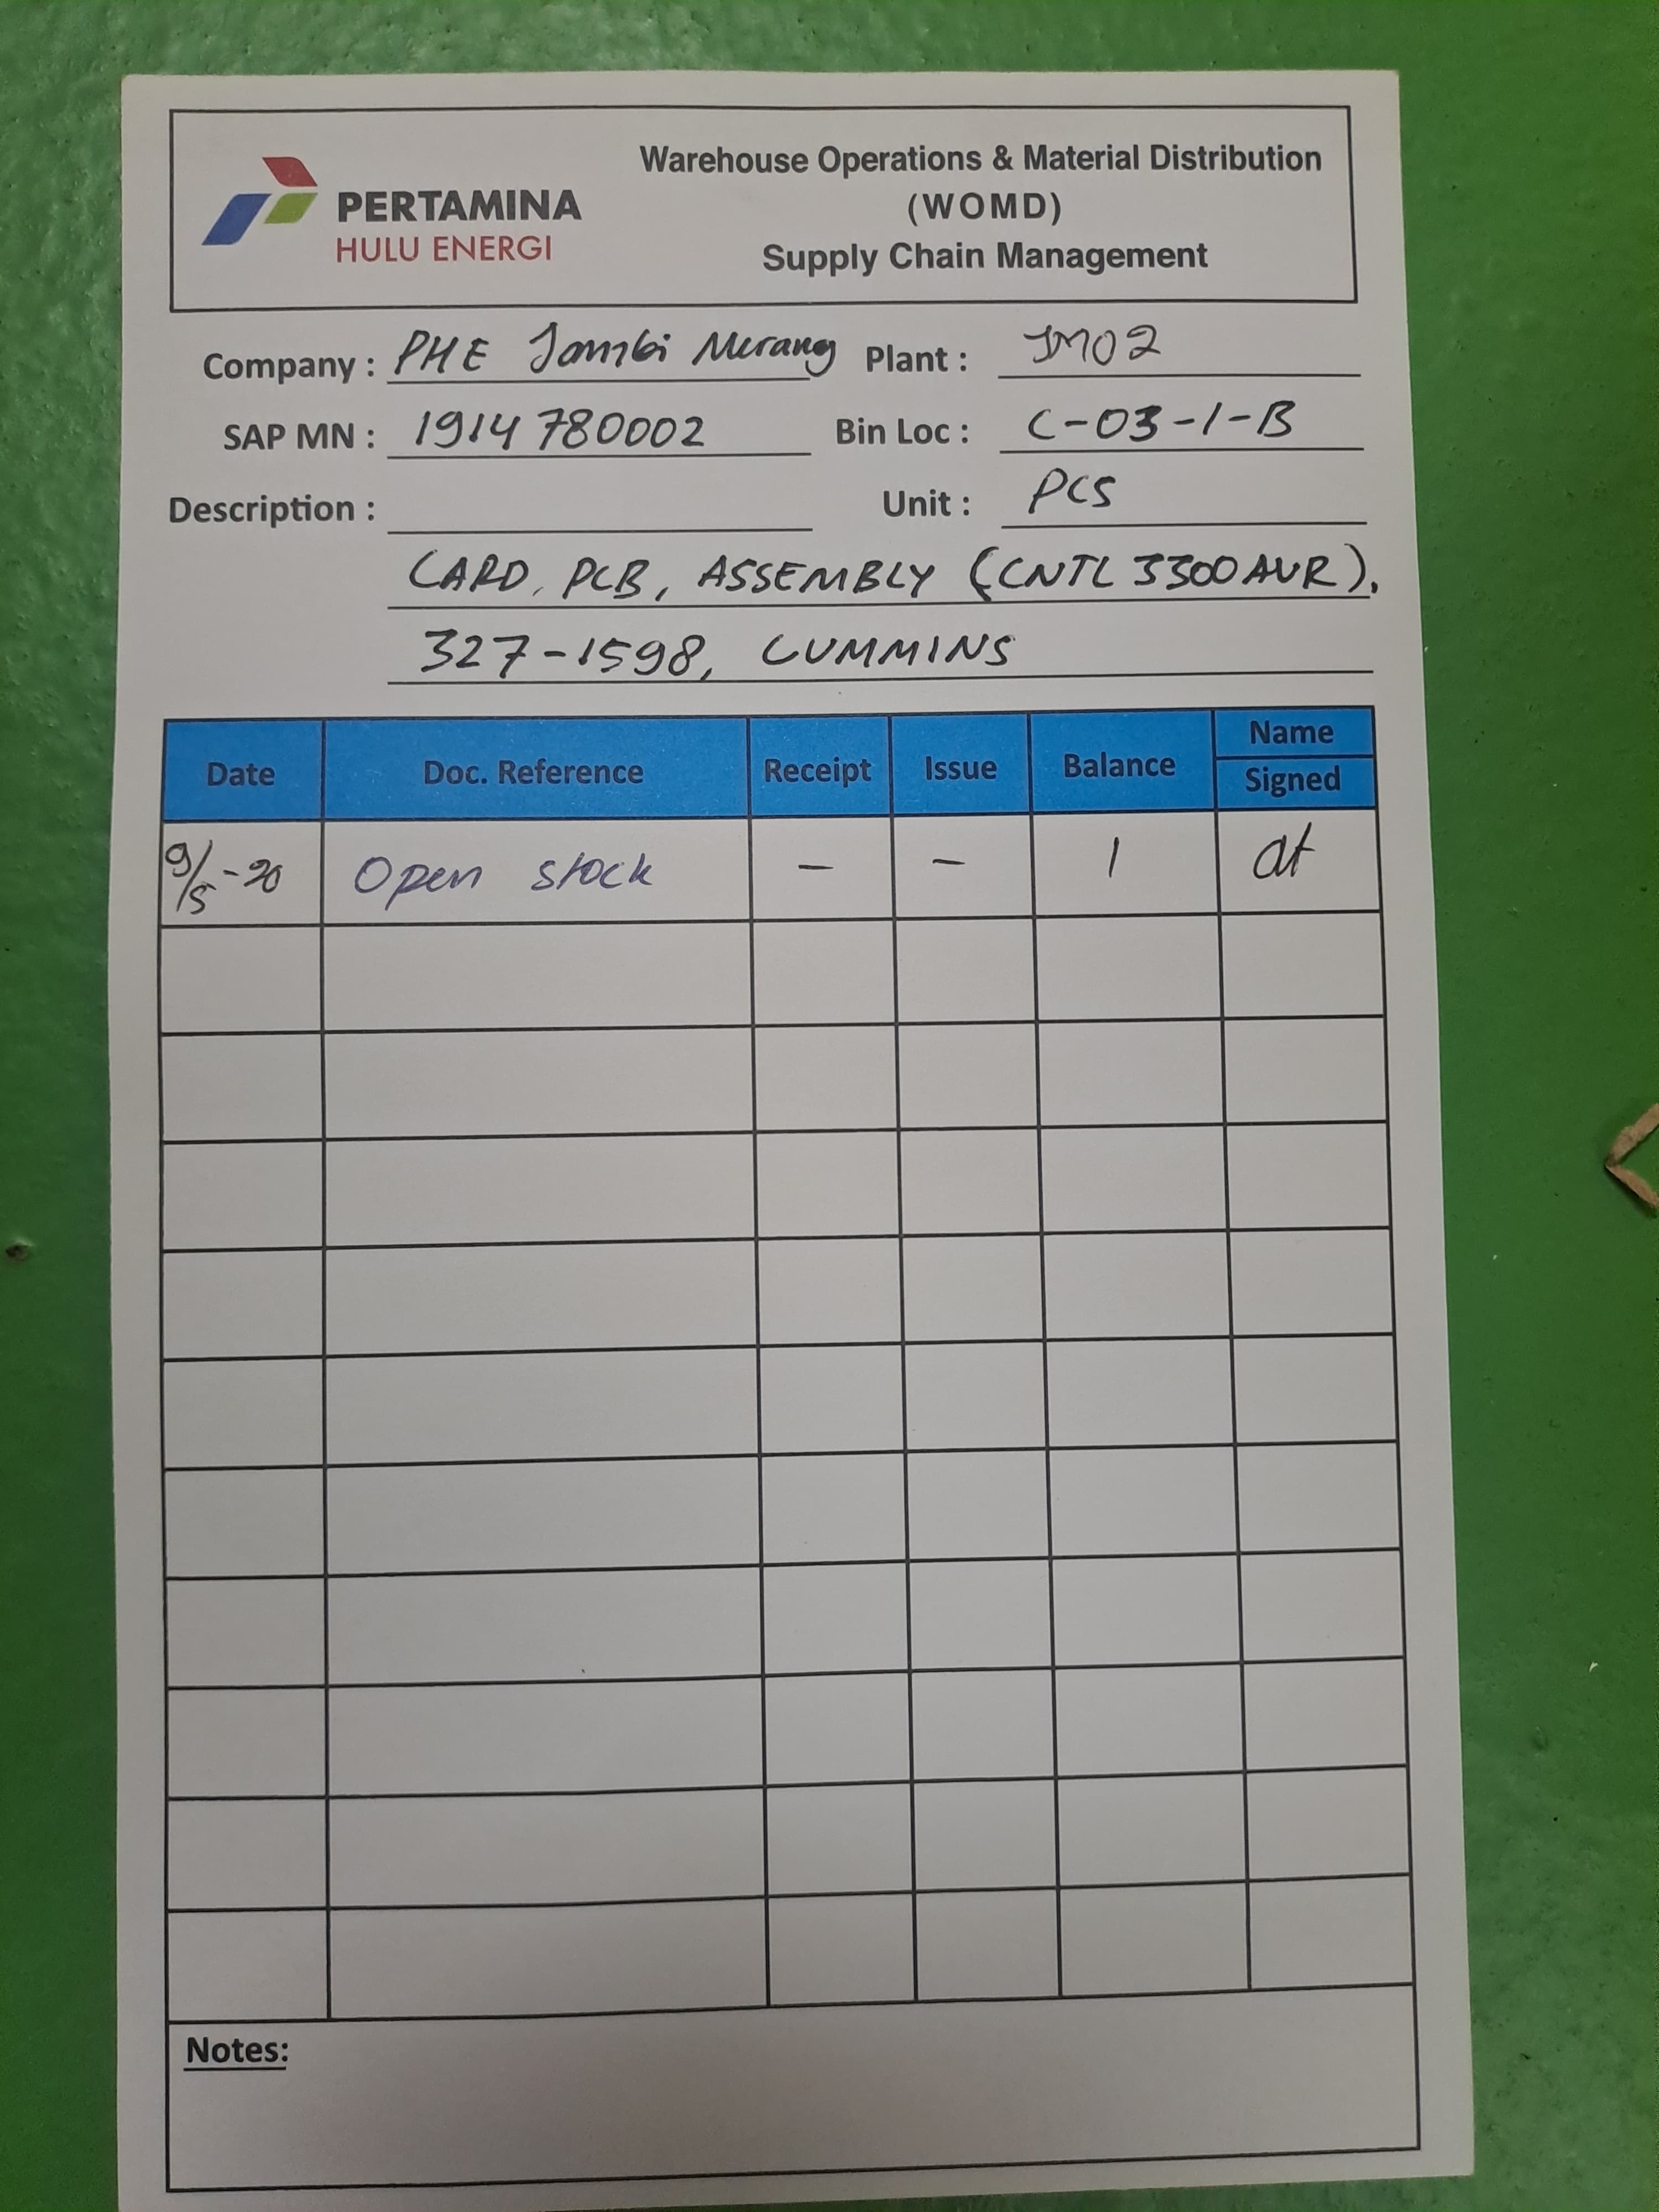 Warehouse Operations & Material Distribution
(WOMD)
Supply Chain Management
PERTAMINA
HULU ENERGI
Company : PHE Jambi Merang Plant : JM02
SAP MN : 1914780002 Bin Loc : C-03-1-B
Description : Unit : PCS
CARD, PCB, ASSEMBLY (CNTL 3300 AVR),
327-1598, CUMMINS
Date Doc. Reference Receipt Issue Balance Name
Signed
9/5-20 Open stock - - 1 at
Notes: